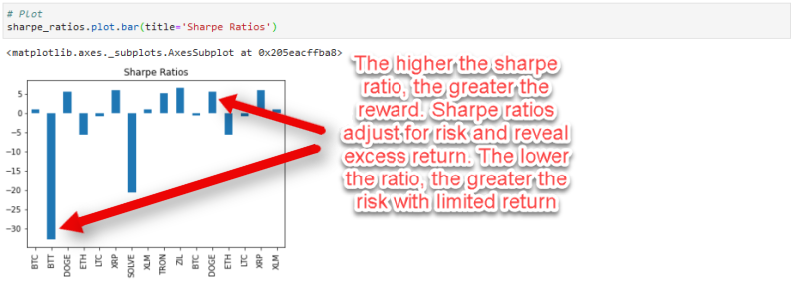 # Plot
sharpe_ratios.plot.bar(title='Sharpe Ratios')
<matplotlib.axes._subplots.AxesSubplot at 0x205eacffba8>
Sharpe Ratios
5
0
−5
−10
−15
−20
−25
−30
BTC
BTT
DOGE
ETH
LTC
XRP
SOLVE
XLM
TRON
ZIL
BTC
DOGE
ETH
LTC
XRP
XLM
The higher the sharpe
ratio, the greater the
reward. Sharpe ratios
adjust for risk and reveal
excess return. The lower
the ratio, the greater the
risk with limited return